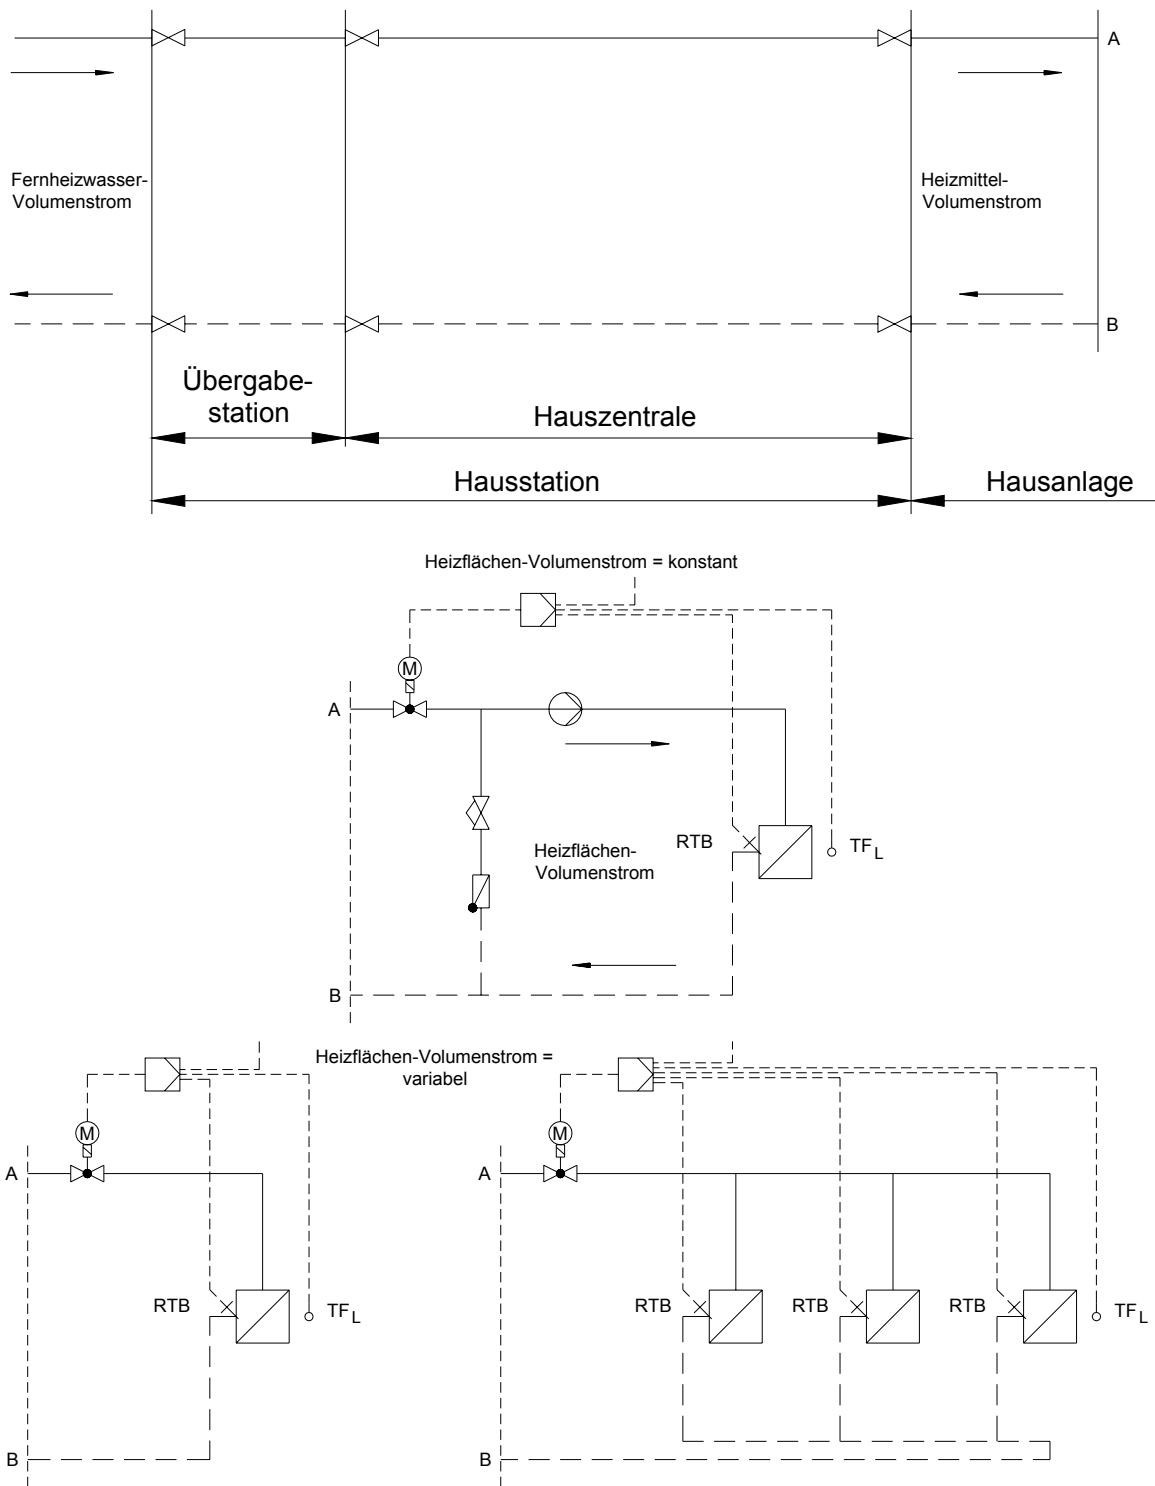 A
Fernheizwasser-
-Volumenstrom
Heizmittel-
-Volumenstrom
B
Übergabe-
station
Hauszentrale
Hausstation
Hausanlage
Heizflächen-Volumenstrom = konstant
M
A
RTB
TF L
Heizflächen-
-Volumenstrom
B
Heizflächen-Volumenstrom =
variabel
M
A
RTB
TF L
B
M
A
RTB
RTB
RTB
TF L
B